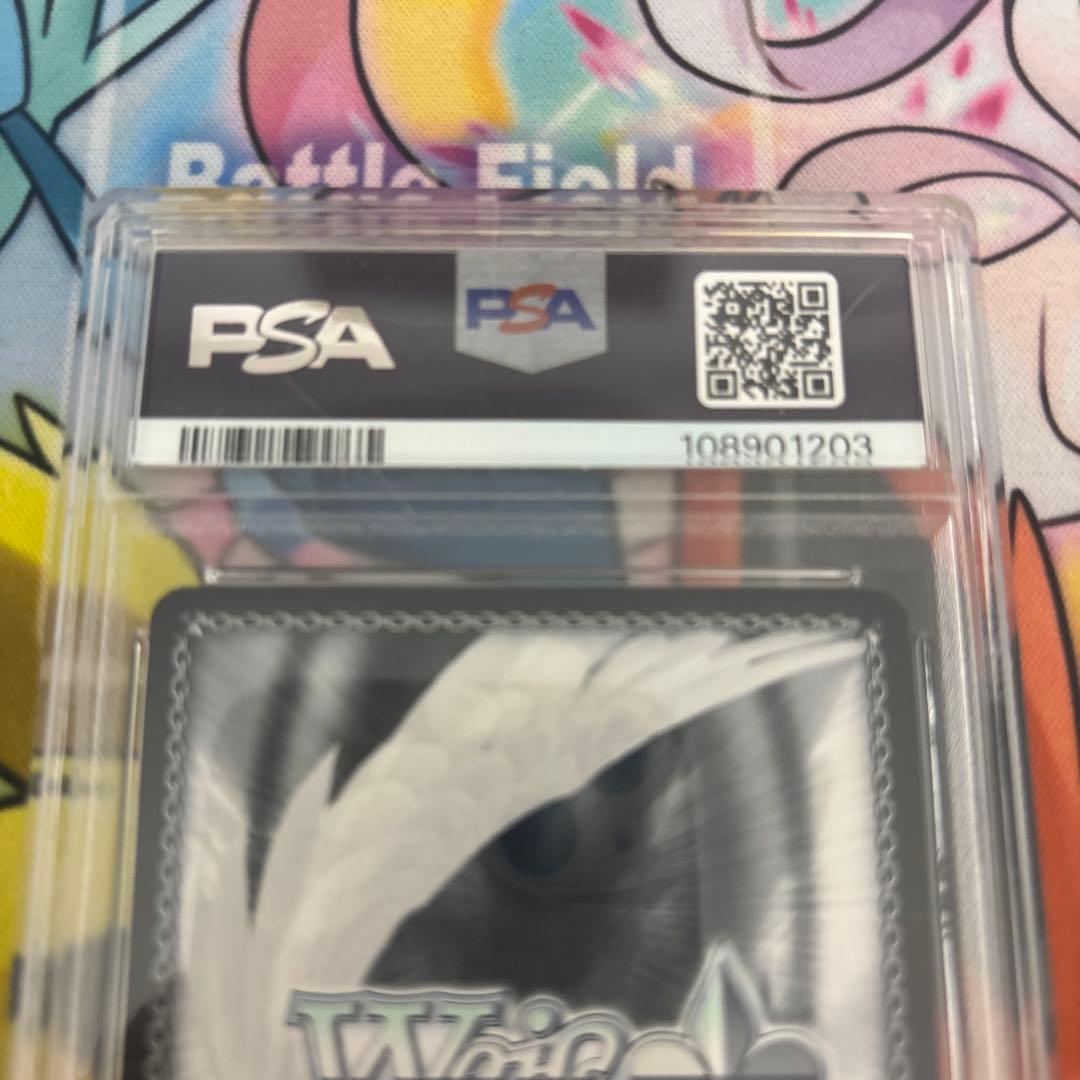 Battle Field
PSA
PSA
108901203